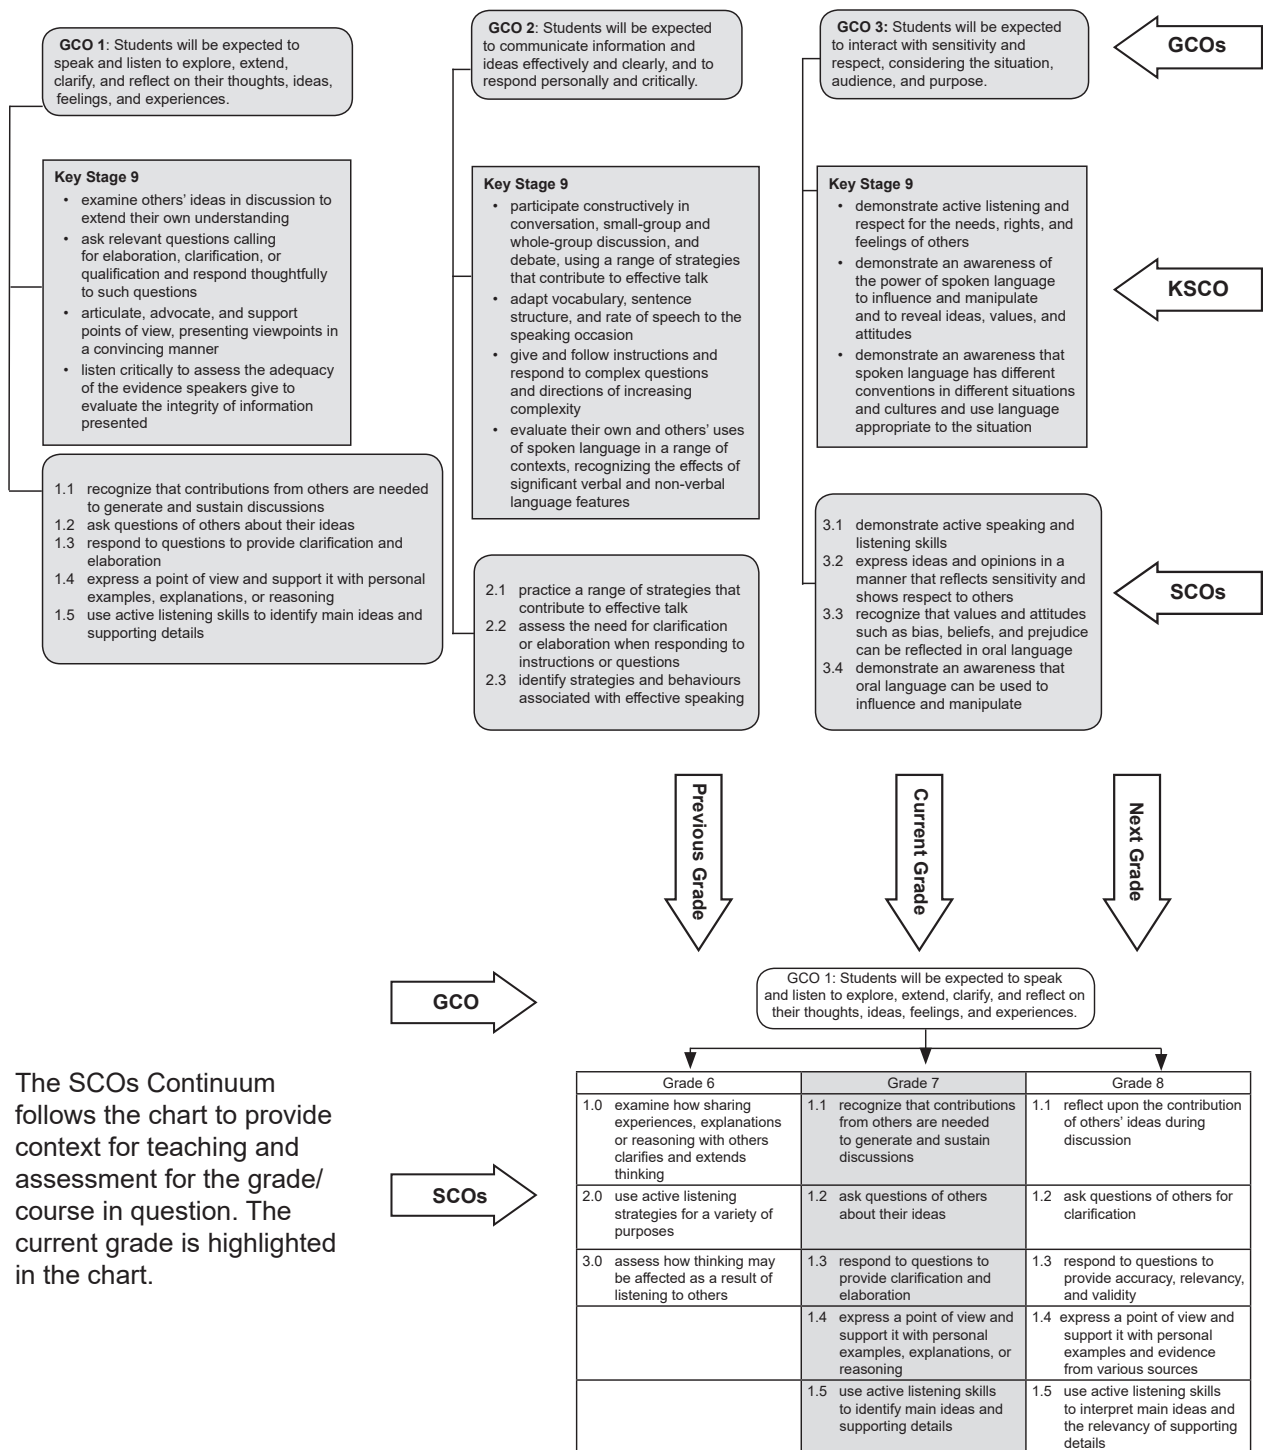 GCO 1: Students will be expected to
speak and listen to explore, extend,
clarify, and reflect on their thoughts, ideas,
feelings, and experiences.
GCO 2: Students will be expected
to communicate information and
ideas effectively and clearly, and to
respond personally and critically.
GCO 3: Students will be expected
to interact with sensitivity and
respect, considering the situation,
audience, and purpose.
GCOs
Key Stage 9
• examine others' ideas in discussion to
extend their own understanding
• ask relevant questions calling
for elaboration, clarification, or
qualification and respond thoughtfully
to such questions
• articulate, advocate, and support
points of view, presenting viewpoints in
a convincing manner
• listen critically to assess the adequacy
of the evidence speakers give to
evaluate the integrity of information
presented
Key Stage 9
• participate constructively in
conversation, small-group and
whole-group discussion, and
debate, using a range of strategies
that contribute to effective talk
• adapt vocabulary, sentence
structure, and rate of speech to the
speaking occasion
• give and follow instructions and
respond to complex questions
and directions of increasing
complexity
• evaluate their own and others' uses
of spoken language in a range of
contexts, recognizing the effects of
significant verbal and non-verbal
language features
Key Stage 9
• demonstrate active listening and
respect for the needs, rights, and
feelings of others
• demonstrate an awareness of
the power of spoken language
to influence and manipulate
and to reveal ideas, values, and
attitudes
• demonstrate an awareness that
spoken language has different
conventions in different situations
and cultures and use language
appropriate to the situation
KSCO
1.1 recognize that contributions from others are needed
to generate and sustain discussions
1.2 ask questions of others about their ideas
1.3 respond to questions to provide clarification and
elaboration
1.4 express a point of view and support it with personal
examples, explanations, or reasoning
1.5 use active listening skills to identify main ideas and
supporting details
2.1 practice a range of strategies that
contribute to effective talk
2.2 assess the need for clarification
or elaboration when responding to
instructions or questions
2.3 identify strategies and behaviours
associated with effective speaking
3.1 demonstrate active speaking and
listening skills
3.2 express ideas and opinions in a
manner that reflects sensitivity and
shows respect to others
3.3 recognize that values and attitudes
such as bias, beliefs, and prejudice
can be reflected in oral language
3.4 demonstrate an awareness that
oral language can be used to
influence and manipulate
SCOs
Previous Grade
Current Grade
Next Grade
GCO
GCO 1: Students will be expected to speak
and listen to explore, extend, clarify, and reflect on
their thoughts, ideas, feelings, and experiences.
The SCOs Continuum
follows the chart to provide
context for teaching and
assessment for the grade/
course in question. The
current grade is highlighted
in the chart.
SCOs
Grade 6
Grade 7
Grade 8
1.0 examine how sharing
experiences, explanations
or reasoning with others
clarifies and extends
thinking
1.1 recognize that contributions
from others are needed
to generate and sustain
discussions
1.1 reflect upon the contribution
of others' ideas during
discussion
2.0 use active listening
strategies for a variety of
purposes
1.2 ask questions of others
about their ideas
1.2 ask questions of others for
clarification
3.0 assess how thinking may
be affected as a result of
listening to others
1.3 respond to questions to
provide clarification and
elaboration
1.3 respond to questions to
provide accuracy, relevancy,
and validity
1.4 express a point of view and
support it with personal
examples, explanations, or
reasoning
1.4 express a point of view and
support it with personal
examples and evidence
from various sources
1.5 use active listening skills
to identify main ideas and
supporting details
1.5 use active listening skills
to interpret main ideas and
the relevancy of supporting
details